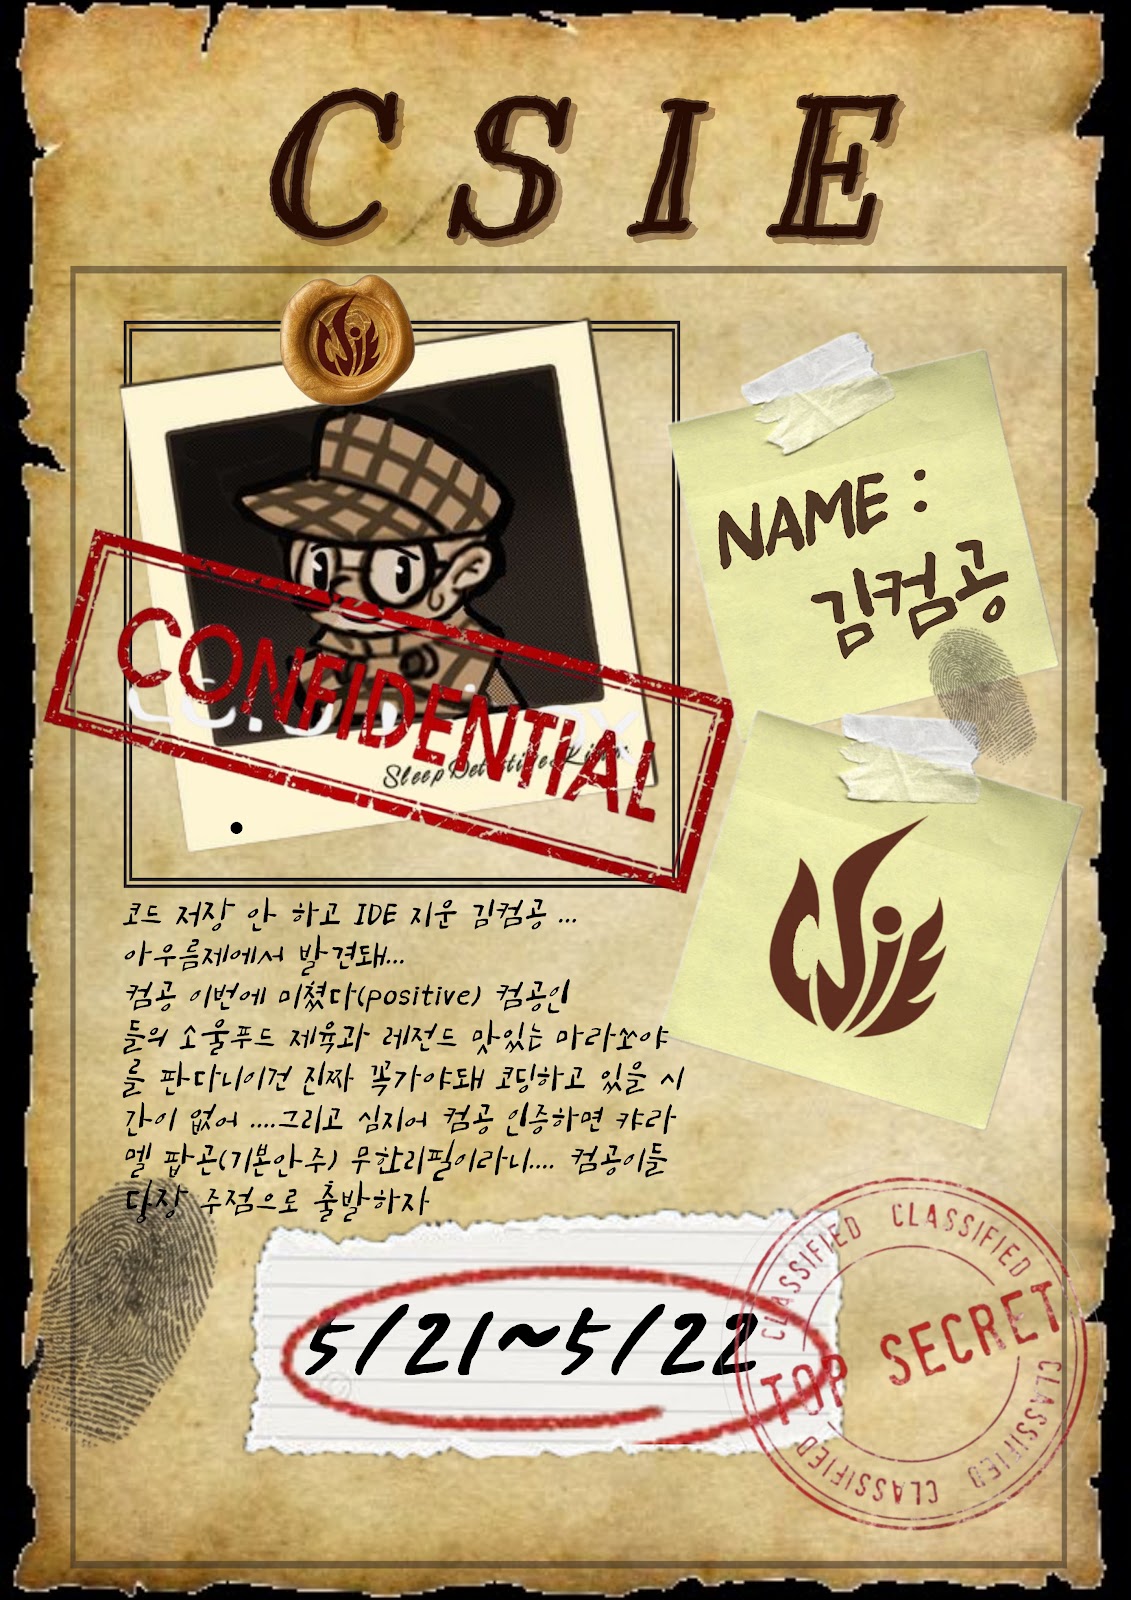 CSIE
CSiE
NAME :
김컴공
CONFIDENTIAL
CSiE
코드 저장 안 하고 IDE 지운 김컴공 ...
아우름제에서 발견돼...
컴공 이번에 미쳤다(positive) 컴공인
들의 소울푸드 제육과 레전드 맛있는 마라쏘야
를 판다니이건 진짜 꼭가야돼 코딩하고 있을 시
간이 없어 ....그리고 심지어 컴공 인증하면 캬라
멜 팝콘(기본안주) 무한리필이라니.... 컴공이들
당장 주점으로 출발하자
5/21~5/22
TOP SECRET
CLASSIFIED CLASSIFIED CLASSIFIED CLASSIFIED CLASSIFIED